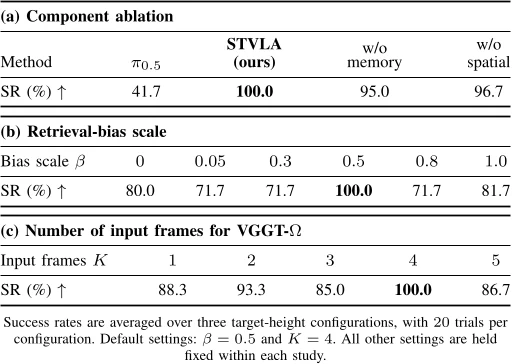 (a) Component ablation
Method π0.5 STVLA (ours) w/o memory w/o spatial
SR (%) ↑ 41.7 100.0 95.0 96.7
(b) Retrieval-bias scale
Bias scale β 0 0.05 0.3 0.5 0.8 1.0
SR (%) ↑ 80.0 71.7 71.7 100.0 71.7 81.7
(c) Number of input frames for VGGT-Ω
Input frames K 1 2 3 4 5
SR (%) ↑ 88.3 93.3 85.0 100.0 86.7
Success rates are averaged over three target-height configurations, with 20 trials per
configuration. Default settings: β = 0.5 and K = 4. All other settings are held
fixed within each study.